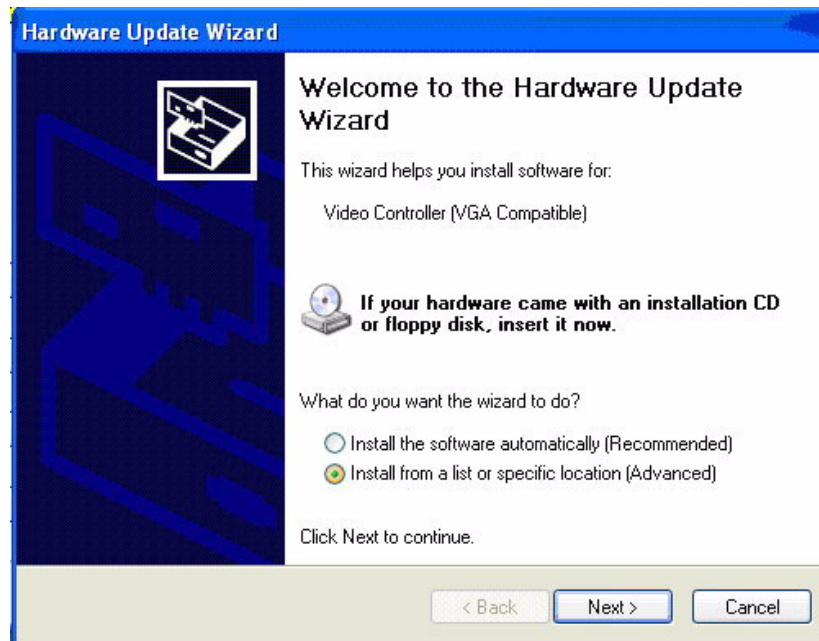 Hardware Update Wizard
Welcome to the Hardware Update
Wizard
This wizard helps you install software for:
Video Controller (VGA Compatible)
If your hardware came with an installation CD
or floppy disk, insert it now.
What do you want the wizard to do?
Install the software automatically (Recommended)
Install from a list or specific location (Advanced)
Click Next to continue.
< Back Next > Cancel